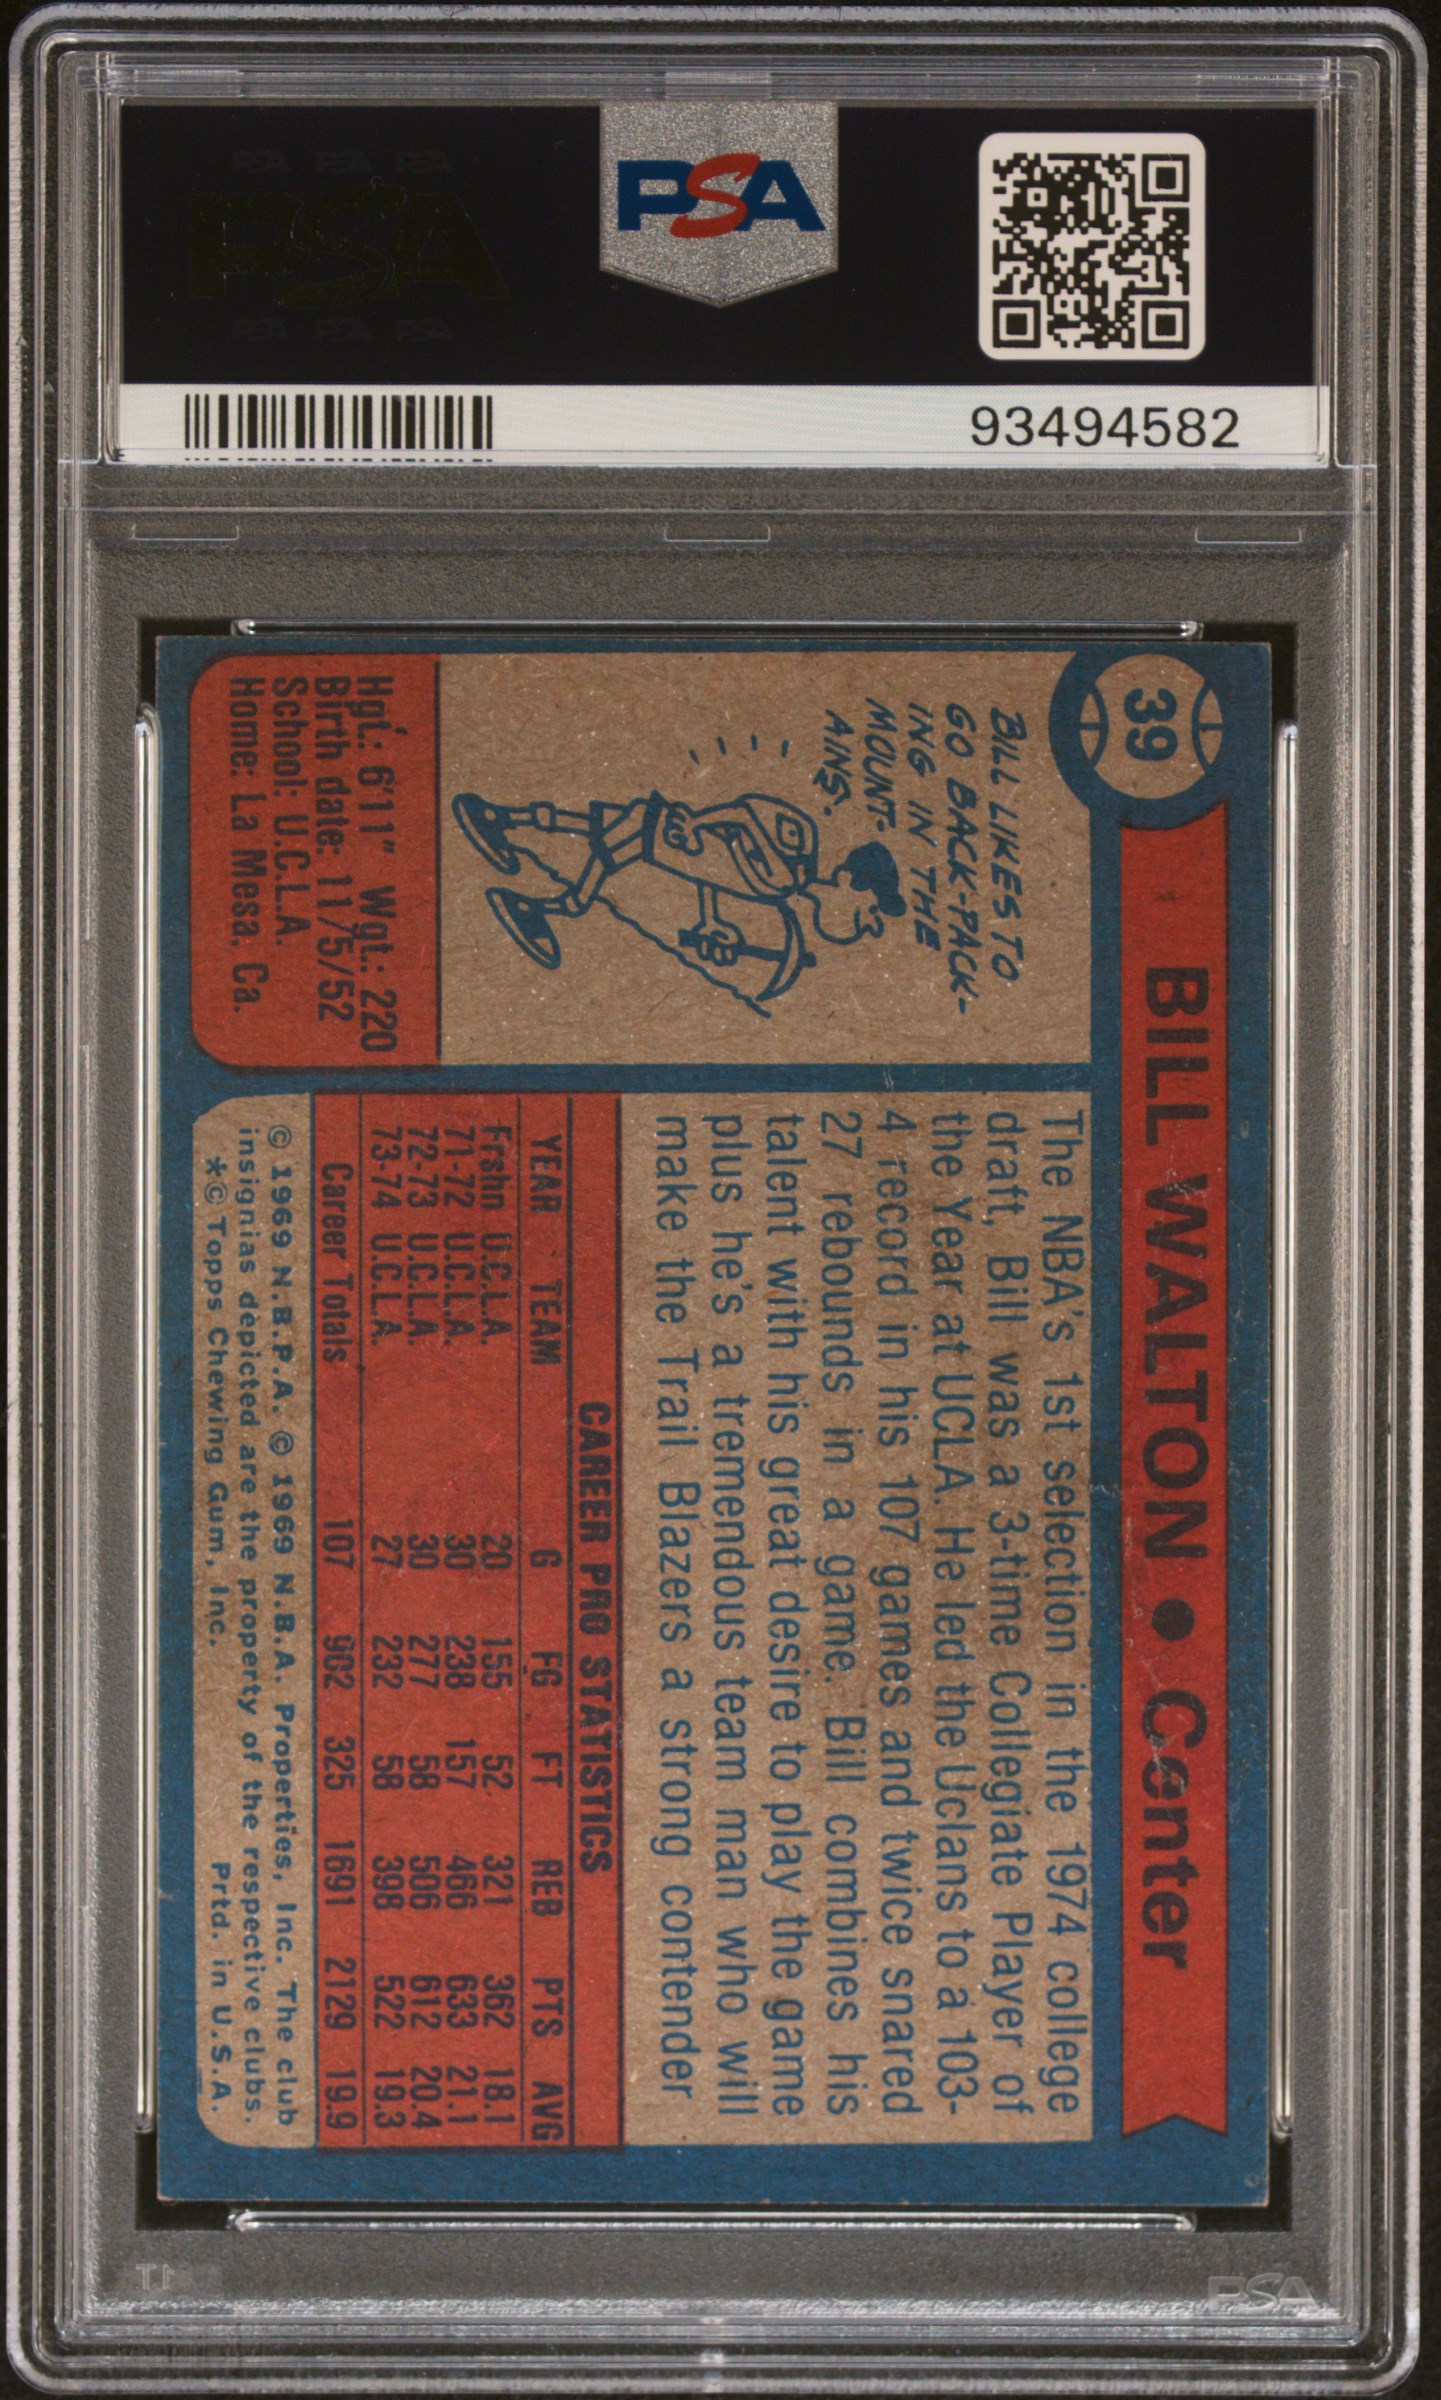 PSA
93494582
39
BILL WALTON • Center
BILL LIKES TO
GO BACK-PACK-
ING IN THE
MOUNT-
AINS.
Hgt.: 6'11" Wgt.: 220
Birth date: 11/5/52
School: U.C.L.A.
Home: La Mesa, Ca.
The NBA's 1st selection in the 1974 college
draft, Bill was a 3-time Collegiate Player of
the Year at UCLA. He led the Uclans to a 103-
4 record in his 107 games and twice snared
27 rebounds in a game. Bill combines his
talent with his great desire to play the game
plus he's a tremendous team man who will
make the Trail Blazers a strong contender
CAREER PRO STATISTICS
YEAR TEAM G FG FT REB PTS AVG
Frshn U.C.L.A. 20 155 52 321 362 18.1
71-72 U.C.L.A. 30 238 157 466 633 21.1
72-73 U.C.L.A. 30 277 58 506 612 20.4
73-74 U.C.L.A. 27 232 58 398 522 19.3
Career Totals 107 902 325 1691 2129 19.9
© 1969 N.B.P.A. © 1969 N.B.A. Properties, Inc. The club
insignias depicted are the property of the respective clubs.
*© Topps Chewing Gum, Inc. Prtd. in U.S.A.
PSA